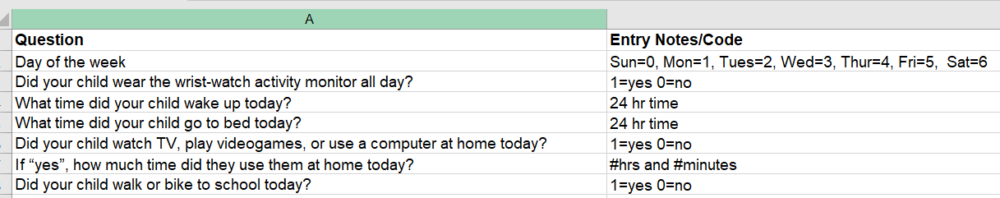 A
Question Entry Notes/Code
Day of the week Sun=0, Mon=1, Tues=2, Wed=3, Thur=4, Fri=5,  Sat=6
Did your child wear the wrist-watch activity monitor all day? 1=yes 0=no
What time did your child wake up today? 24 hr time
What time did your child go to bed today? 24 hr time
Did your child watch TV, play videogames, or use a computer at home today? 1=yes 0=no
If “yes”, how much time did they use them at home today? #hrs and #minutes
Did your child walk or bike to school today? 1=yes 0=no